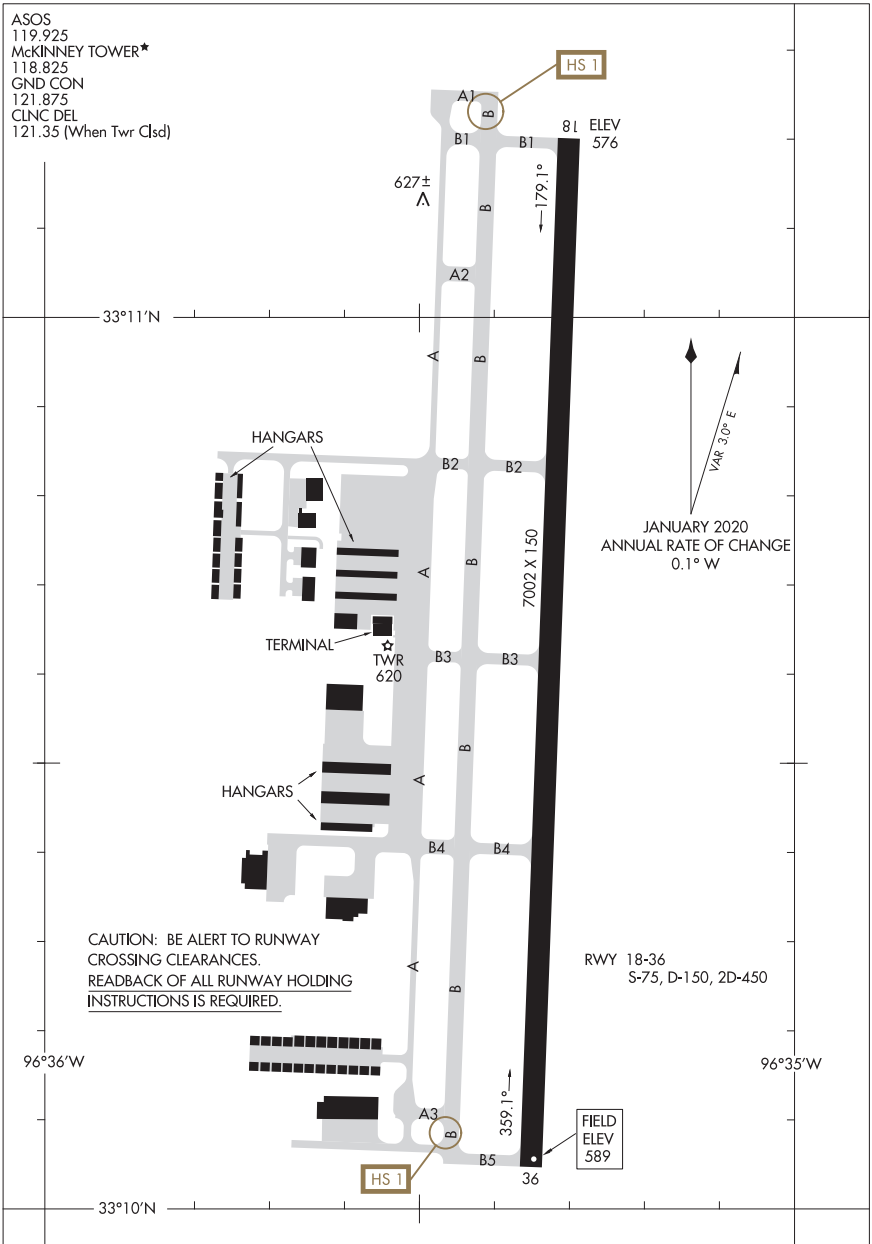 ASOS
119.925
McKINNEY TOWER★
118.825
GND CON
121.875
CLNC DEL
121.35 (When Twr Clsd)
HS 1
A1
B
B1
B1
18
ELEV
576
627±
179.1°
B
A2
33°11'N
A
B
VAR 3.0° E
HANGARS
B2
B2
JANUARY 2020
ANNUAL RATE OF CHANGE
0.1° W
7002 X 150
A
B
TERMINAL
TWR
620
B3
B3
B
A
HANGARS
B4
B4
CAUTION: BE ALERT TO RUNWAY
CROSSING CLEARANCES.
READBACK OF ALL RUNWAY HOLDING
INSTRUCTIONS IS REQUIRED.
A
B
RWY 18-36
S-75, D-150, 2D-450
96°36'W
96°35'W
359.1°
A3
B
FIELD
ELEV
589
B5
HS 1
36
33°10'N